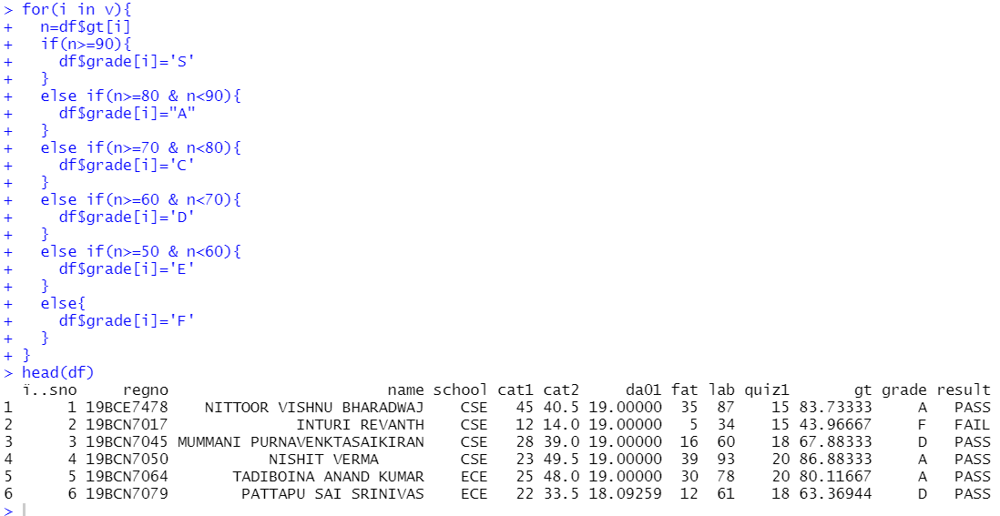 > for(i in v){
+   n=df$gt[i]
+   if(n>=90){
+     df$grade[i]='S'
+   }
+   else if(n>=80 & n<90){
+     df$grade[i]="A"
+   }
+   else if(n>=70 & n<80){
+     df$grade[i]='C'
+   }
+   else if(n>=60 & n<70){
+     df$grade[i]='D'
+   }
+   else if(n>=50 & n<60){
+     df$grade[i]='E'
+   }
+   else{
+     df$grade[i]='F'
+   }
+ }
> head(df)
  ï..sno     regno                       name school cat1 cat2     da01 fat lab quiz1       gt grade result
1      1 19BCE7478    NITTOOR VISHNU BHARADWAJ    CSE   45 40.5 19.00000  35  87    15 83.73333     A   PASS
2      2 19BCN7017              INTURI REVANTH    CSE   12 14.0 19.00000   5  34    15 43.96667     F   FAIL
3      3 19BCN7045 MUMMANI PURNAVENKTASAIKIRAN    CSE   28 39.0 19.00000  16  60    18 67.88333     D   PASS
4      4 19BCN7050           NISHIT VERMA         CSE   23 49.5 19.00000  39  93    20 86.88333     A   PASS
5      5 19BCN7064       TADIBOINA ANAND KUMAR    ECE   25 48.0 19.00000  30  78    20 80.11667     A   PASS
6      6 19BCN7079        PATTAPU SAI SRINIVAS    ECE   22 33.5 18.09259  12  61    18 63.36944     D   PASS
>